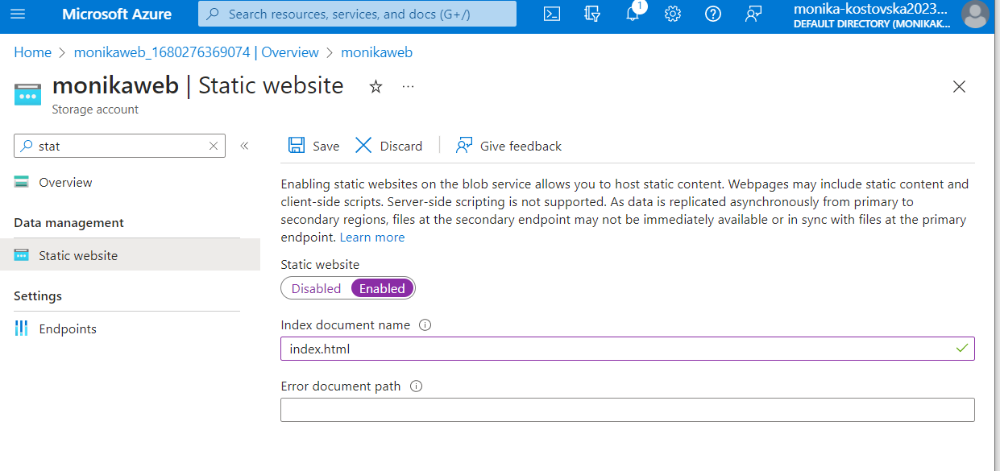 Microsoft Azure
Search resources, services, and docs (G+/)
1
monika-kostovska2023...
DEFAULT DIRECTORY (MONIKAK...
Home > monikaweb_1680276369074 | Overview > monikaweb
monikaweb | Static website
...
Storage account
stat
Overview
Data management
Static website
Settings
Endpoints
Save
Discard
Give feedback
Enabling static websites on the blob service allows you to host static content. Webpages may include static content and
client-side scripts. Server-side scripting is not supported. As data is replicated asynchronously from primary to
secondary regions, files at the secondary endpoint may not be immediately available or in sync with files at the primary
endpoint. Learn more
Static website
Disabled Enabled
Index document name
index.html
Error document path